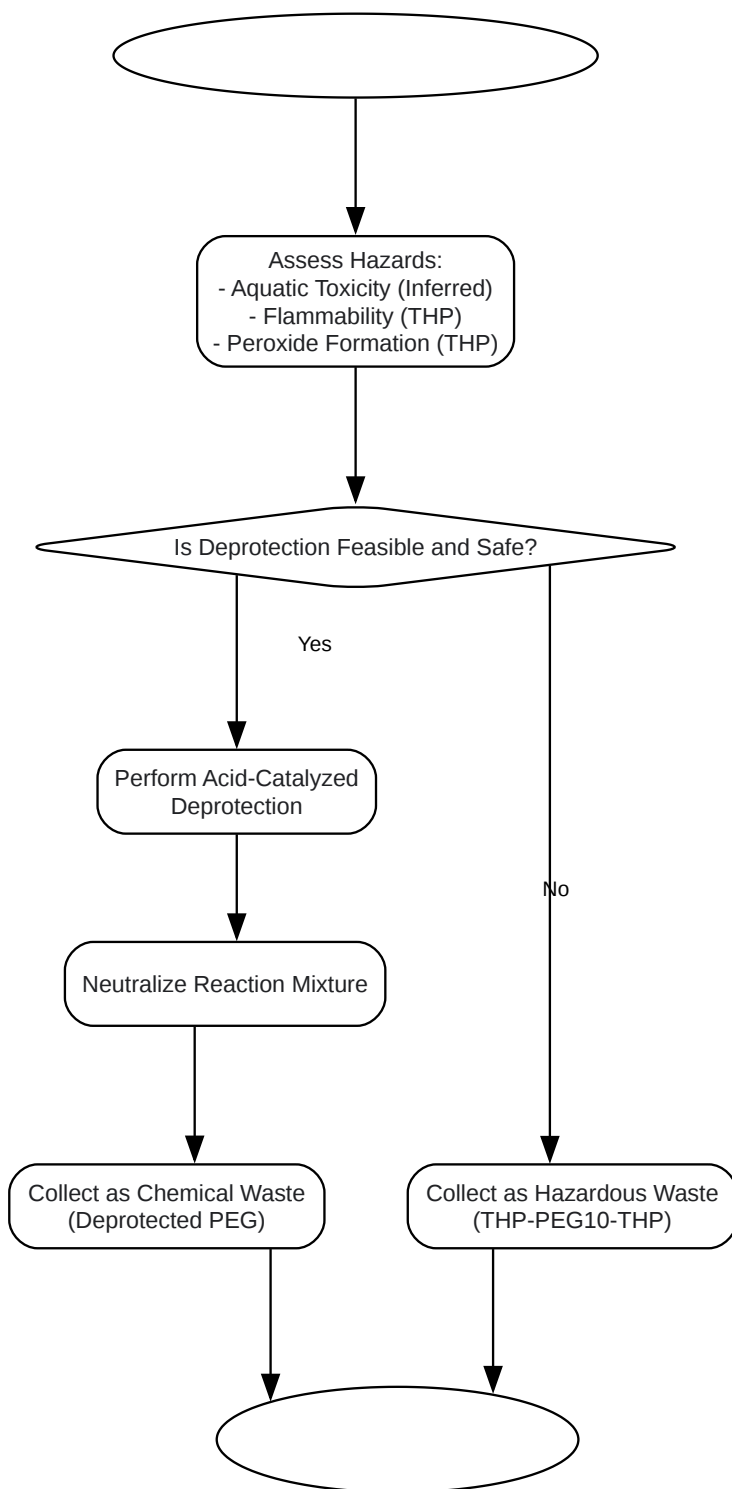 Assess Hazards:
- Aquatic Toxicity (Inferred)
- Flammability (THP)
- Peroxide Formation (THP)
Is Deprotection Feasible and Safe?
Yes
Perform Acid-Catalyzed
Deprotection
No
Neutralize Reaction Mixture
Collect as Chemical Waste
(Deprotected PEG)
Collect as Hazardous Waste
(THP-PEG10-THP)